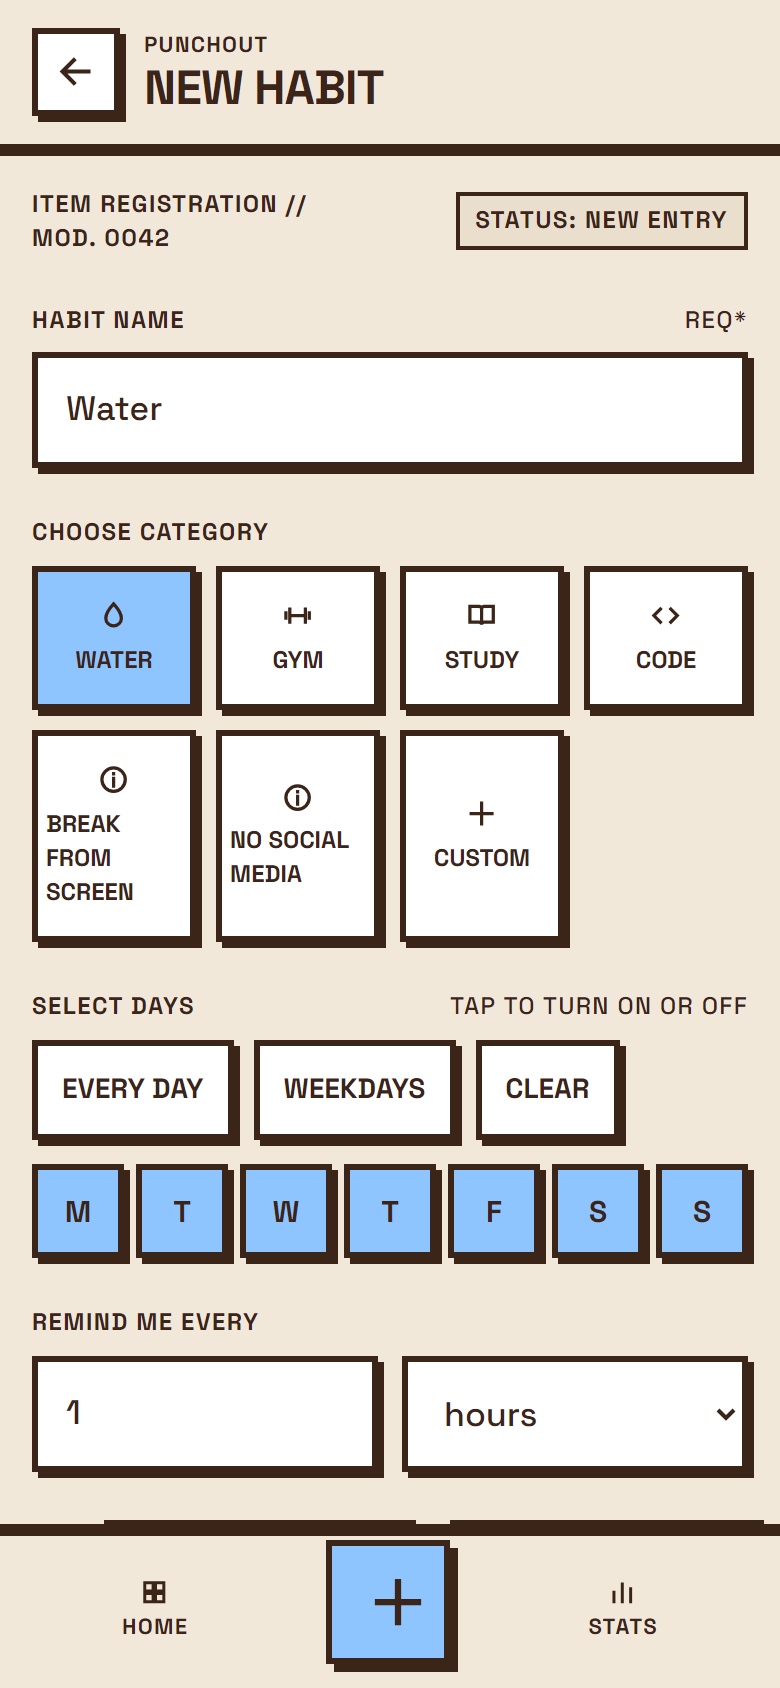 PUNCHOUT
NEW HABIT
ITEM REGISTRATION //
MOD. 0042
STATUS: NEW ENTRY
HABIT NAME
REQ*
Water
CHOOSE CATEGORY
WATER
GYM
STUDY
CODE
BREAK
FROM
SCREEN
NO SOCIAL
MEDIA
CUSTOM
SELECT DAYS
TAP TO TURN ON OR OFF
EVERY DAY
WEEKDAYS
CLEAR
M T W T F S S
REMIND ME EVERY
1
hours
HOME
STATS